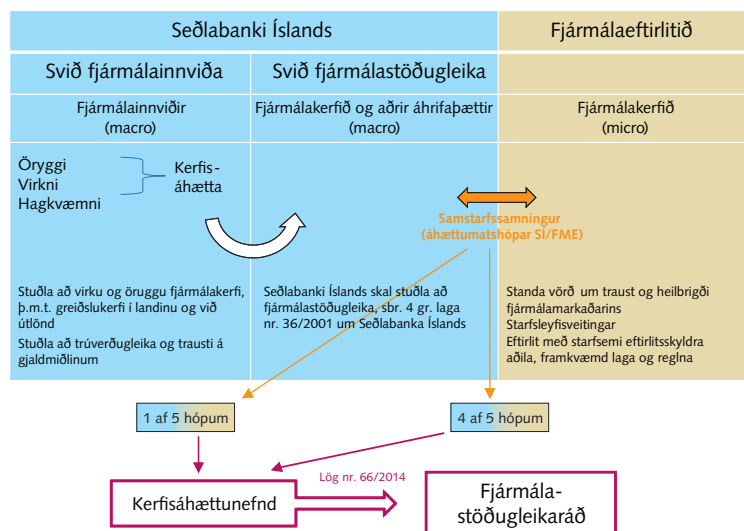 Seðlabanki Íslands
Fjármálaeftirlitið
Svið fjármálainnviða
Svið fjármálastöðugleika
Fjármálainnviðir
(macro)
Fjármálakerfið og aðrir áhrifaþættir
(macro)
Fjármálakerfið
(micro)
Öryggi
Virkni
Hagkvæmni
Kerfis-
áhætta
Samstarfssamningur
(áhættumatshópar SÍ/FME)
Stuðla að virku og öruggu fjármálakerfi,
þ.m.t. greiðslukerfi í landinu og við
útlönd
Stuðla að trúverðugleika og trausti á
gjaldmiðlinum
Seðlabanki Íslands skal stuðla að
fjármálastöðugleika, sbr. 4 gr. laga
nr. 36/2001 um Seðlabanka Íslands
Standa vörð um traust og heilbrigði
fjármálamarkaðarins
Starfsleyfisveitingar
Eftirlit með starfsemi eftirlitsskyldra
aðila, framkvæmd laga og reglna
1 af 5 hópum
4 af 5 hópum
Lög nr. 66/2014
Kerfisáhættunefnd
Fjármála-
stöðugleikaráð